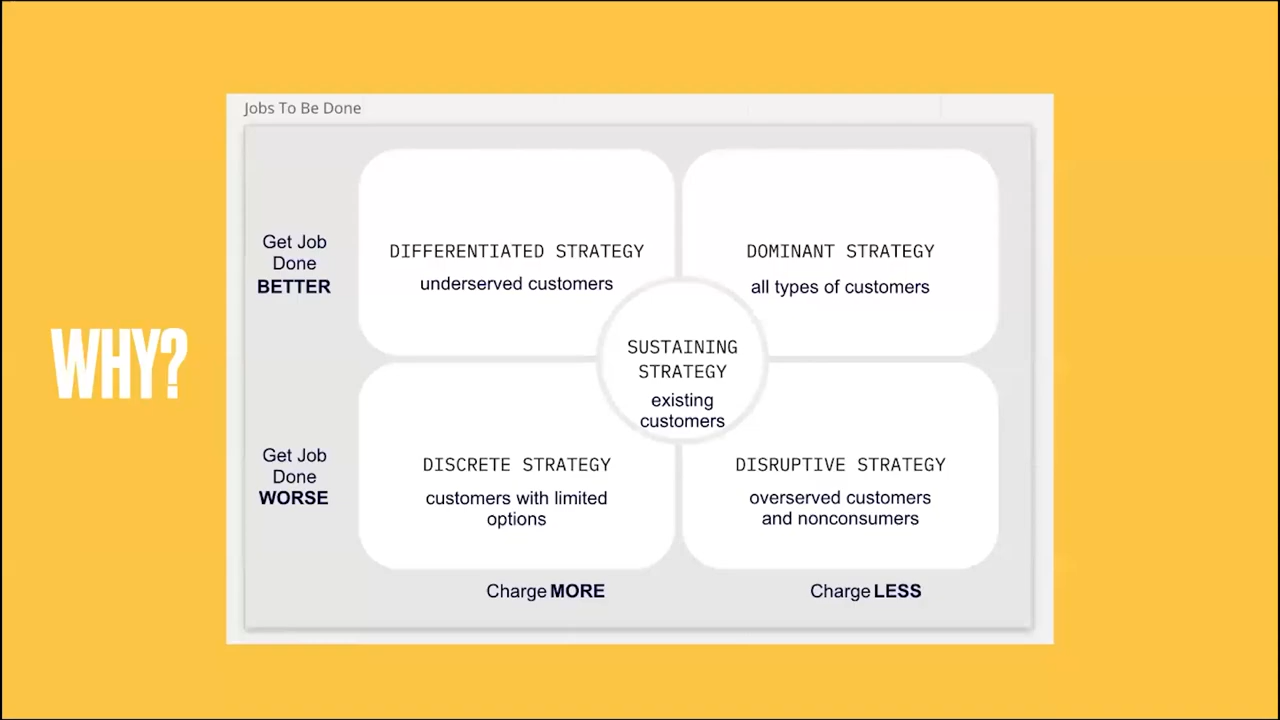 Jobs To Be Done
WHY?
Get Job
Done
BETTER
DIFFERENTIATED STRATEGY
underserved customers
DOMINANT STRATEGY
all types of customers
SUSTAINING
STRATEGY
existing
customers
Get Job
Done
WORSE
DISCRETE STRATEGY
customers with limited
options
DISRUPTIVE STRATEGY
overserved customers
and nonconsumers
Charge MORE
Charge LESS